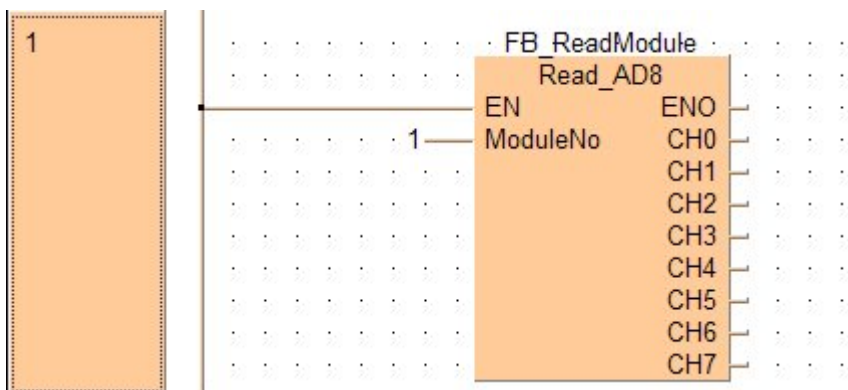 1
FB_ReadModule
Read_AD8
EN ENO
1 ModuleNo CH0
CH1
CH2
CH3
CH4
CH5
CH6
CH7